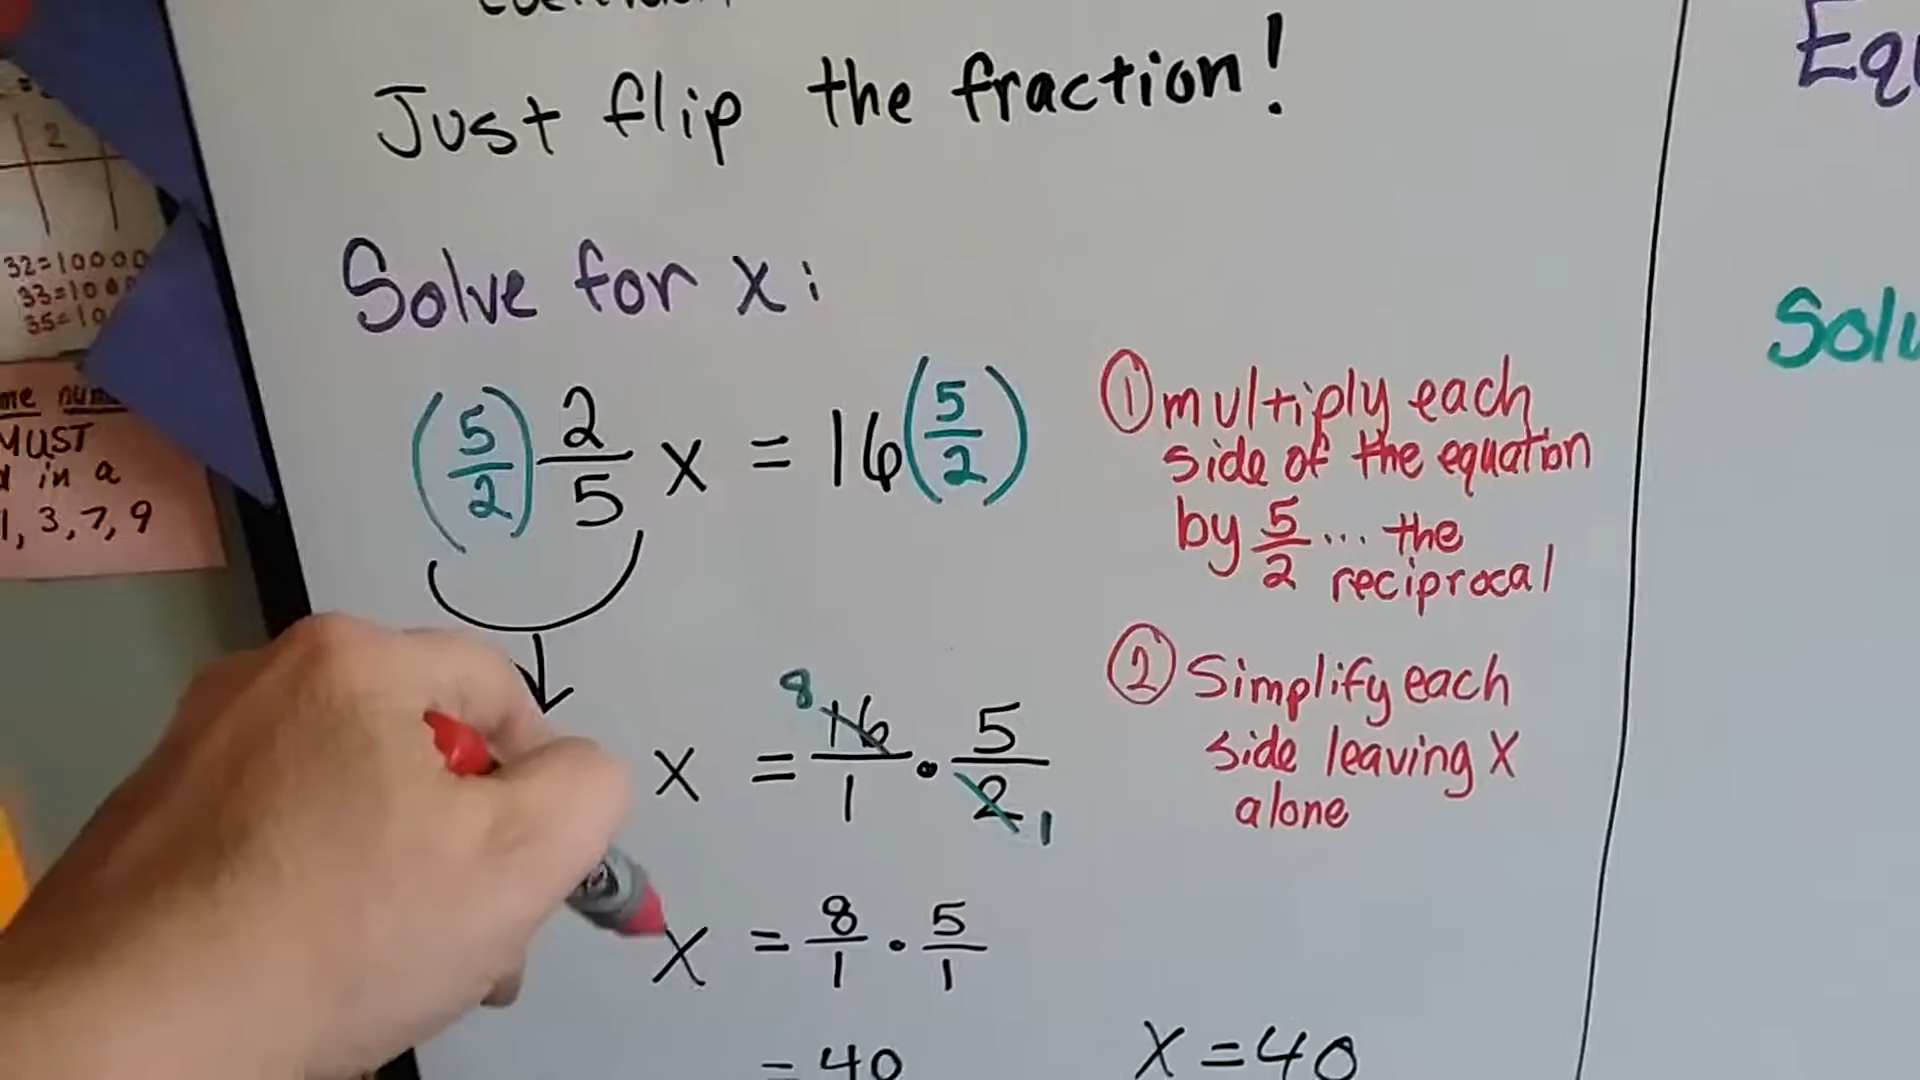 Just flip the fraction!
Equ
Solve for x:
Solv
(5/2) 2/5 x = 16 (5/2)
① multiply each
side of the equation
by 5/2 ... the
reciprocal
8
x = 16/1 · 5/2 1
② Simplify each
side leaving X
alone
x = 8/1 · 5/1
= 40
X = 40
2
32=10000
33=100
35=10
me num
MUST
in a
1, 3, 7, 9